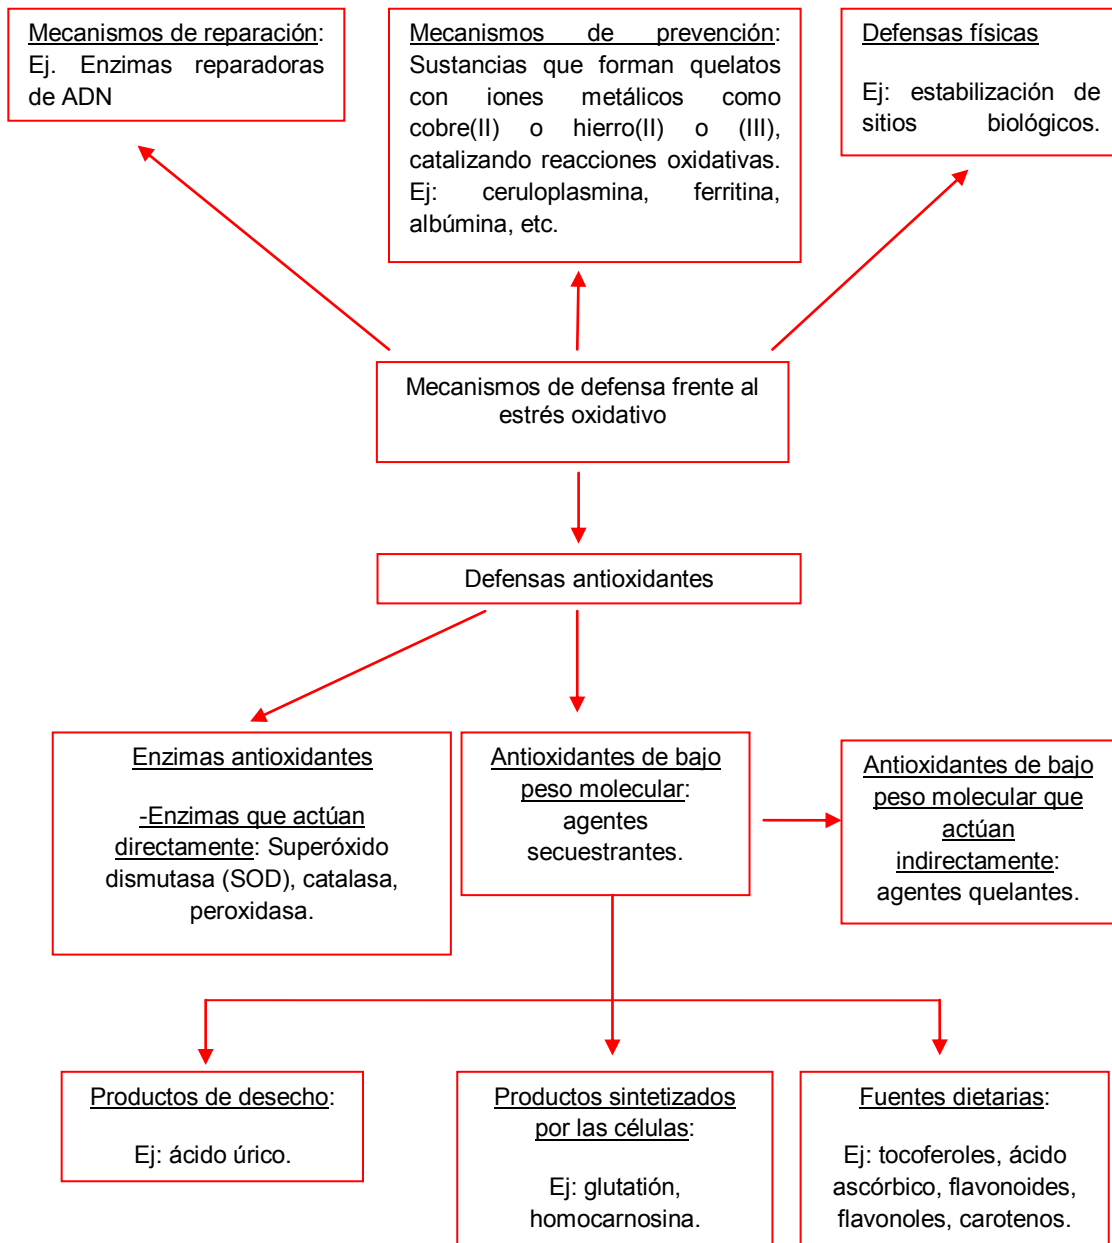 Mecanismos de reparación:
Ej. Enzimas reparadoras
de ADN
Mecanismos de prevención:
Sustancias que forman quelatos
con iones metálicos como
cobre(II) o hierro(II) o (III),
catalizando reacciones oxidativas.
Ej: ceruloplasmina, ferritina,
albúmina, etc.
Defensas físicas
Ej: estabilización de
sitios biológicos.
Mecanismos de defensa frente al
estrés oxidativo
Defensas antioxidantes
Enzimas antioxidantes
-Enzimas que actúan
directamente: Superóxido
dismutasa (SOD), catalasa,
peroxidasa.
Antioxidantes de bajo
peso molecular:
agentes
secuestrantes.
Antioxidantes de bajo
peso molecular que
actúan
indirectamente:
agentes quelantes.
Productos de desecho:
Ej: ácido úrico.
Productos sintetizados
por las células:
Ej: glutatión,
homocarnosina.
Fuentes dietarias:
Ej: tocoferoles, ácido
ascórbico, flavonoides,
flavonoles, carotenos.